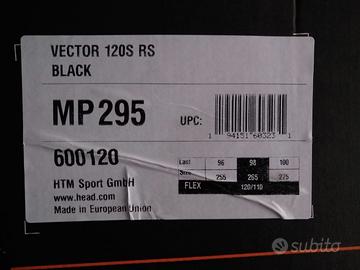 VECTOR 120S RS
BLACK
MP 295
UPC:
1 94151 60323 1
600120
HTM Sport GmbH
www.head.com
Made in European Union
Last 96 98 100
Size 255 265 275
FLEX 120/110
subito